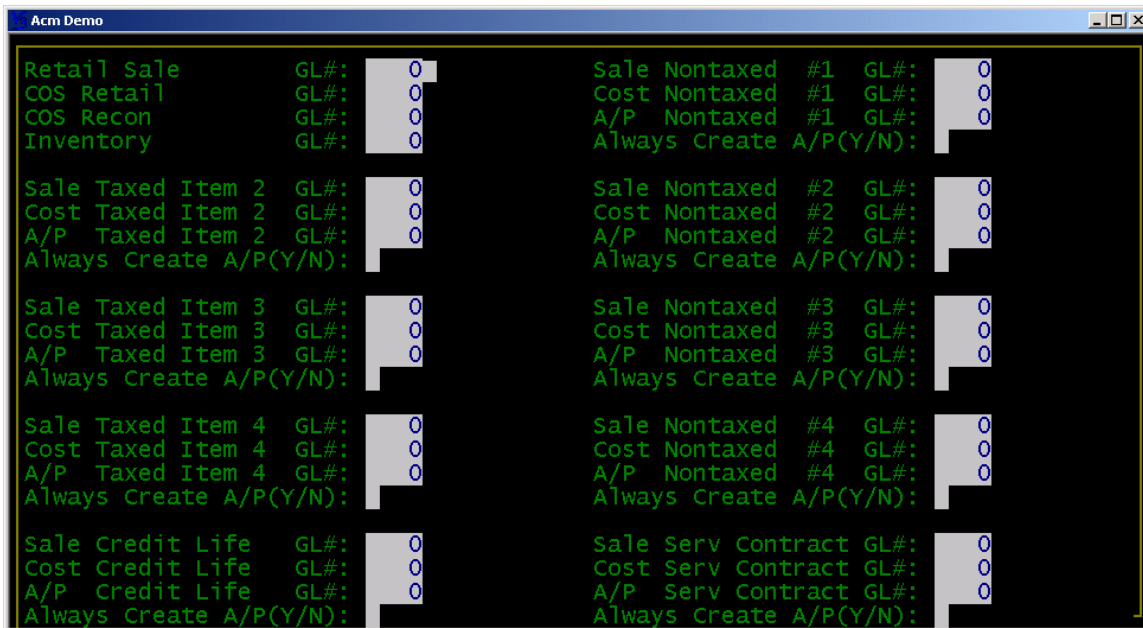 Acm Demo
Retail Sale GL#: 0 Sale Nontaxed #1 GL#: 0
COS Retail GL#: 0 Cost Nontaxed #1 GL#: 0
COS Recon GL#: 0 A/P Nontaxed #1 GL#: 0
Inventory GL#: 0 Always Create A/P(Y/N):
Sale Taxed Item 2 GL#: 0 Sale Nontaxed #2 GL#: 0
Cost Taxed Item 2 GL#: 0 Cost Nontaxed #2 GL#: 0
A/P Taxed Item 2 GL#: 0 A/P Nontaxed #2 GL#: 0
Always Create A/P(Y/N): Always Create A/P(Y/N):
Sale Taxed Item 3 GL#: 0 Sale Nontaxed #3 GL#: 0
Cost Taxed Item 3 GL#: 0 Cost Nontaxed #3 GL#: 0
A/P Taxed Item 3 GL#: 0 A/P Nontaxed #3 GL#: 0
Always Create A/P(Y/N): Always Create A/P(Y/N):
Sale Taxed Item 4 GL#: 0 Sale Nontaxed #4 GL#: 0
Cost Taxed Item 4 GL#: 0 Cost Nontaxed #4 GL#: 0
A/P Taxed Item 4 GL#: 0 A/P Nontaxed #4 GL#: 0
Always Create A/P(Y/N): Always Create A/P(Y/N):
Sale Credit Life GL#: 0 Sale Serv Contract GL#: 0
Cost Credit Life GL#: 0 Cost Serv Contract GL#: 0
A/P Credit Life GL#: 0 A/P Serv Contract GL#: 0
Always Create A/P(Y/N): Always Create A/P(Y/N):